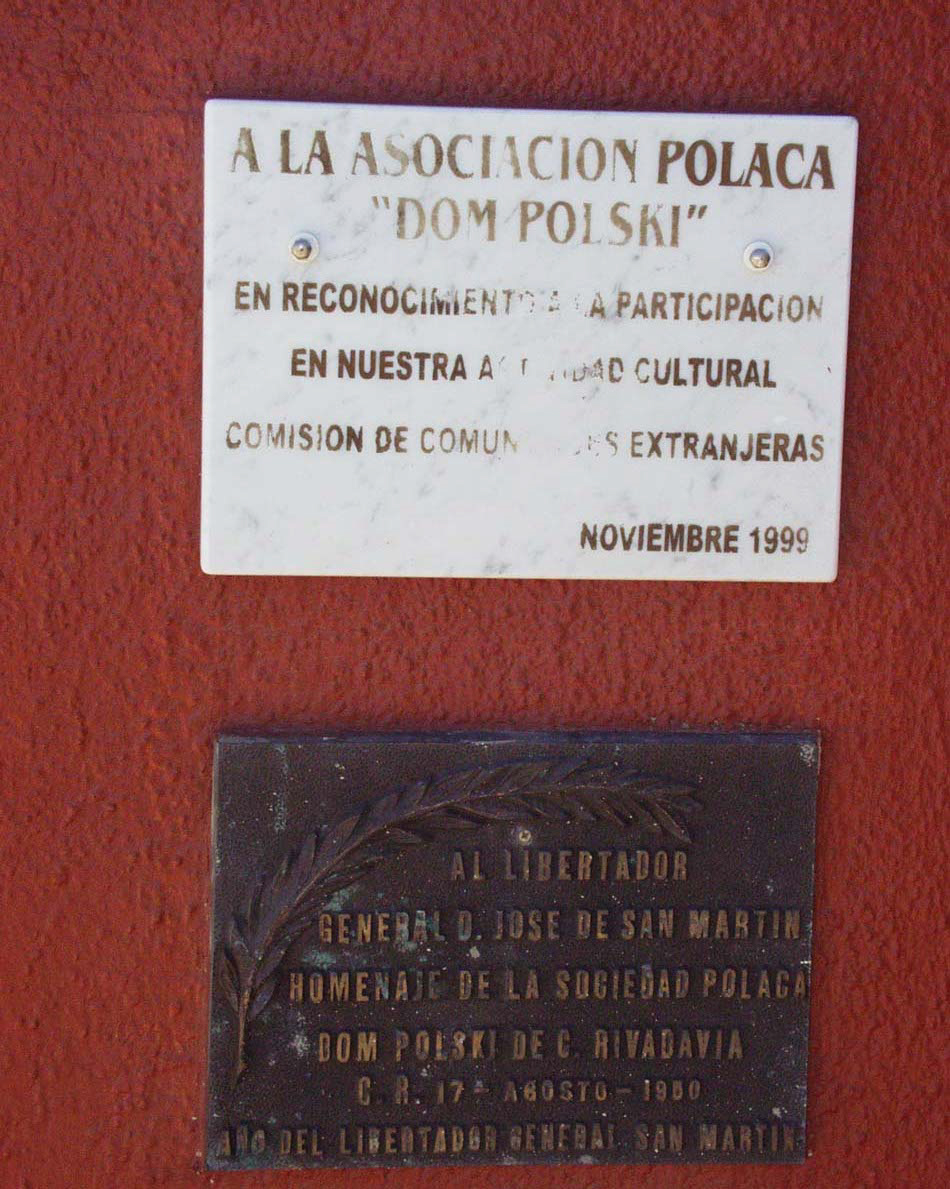 A LA ASOCIACION POLACA
"DOM POLSKI"
EN RECONOCIMIENTO A LA PARTICIPACION
EN NUESTRA ACTIVIDAD CULTURAL
COMISION DE COMUNIDADES EXTRANJERAS
NOVIEMBRE 1999
AL LIBERTADOR
GENERAL D. JOSE DE SAN MARTIN
HOMENAJE DE LA SOCIEDAD POLACA
DOM POLSKI DE C. RIVADAVIA
C. R. 17 - AGOSTO - 1950
AÑO DEL LIBERTADOR GENERAL SAN MARTIN